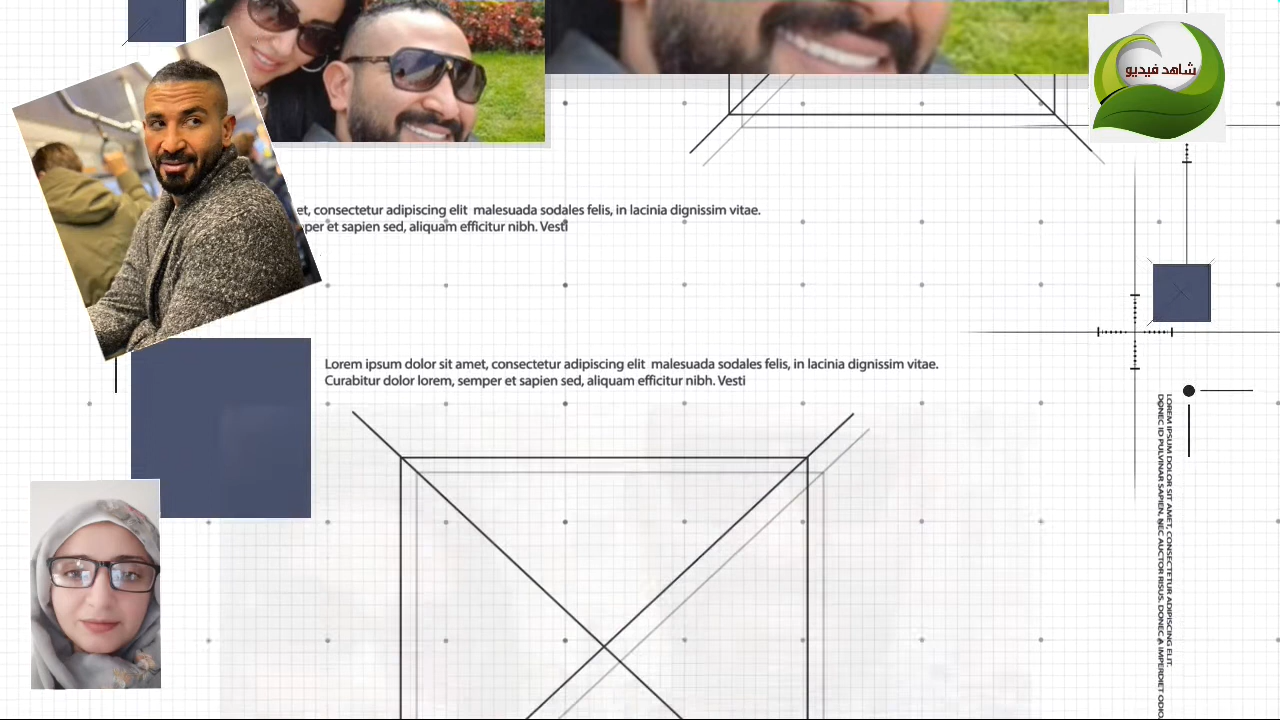 شاهد فيديو
et, consectetur adipiscing elit malesuada sodales felis, in lacinia dignissim vitae.
per et sapien sed, aliquam efficitur nibh. Vesti
Lorem ipsum dolor sit amet, consectetur adipiscing elit malesuada sodales felis, in lacinia dignissim vitae.
Curabitur dolor lorem, semper et sapien sed, aliquam efficitur nibh. Vesti
LOREM IPSUM DOLOR SIT AMET, CONSECTETUR ADIPISCING ELIT.
DONEC ID PULVINAR SAPIEN, NEC AUCTOR RISUS. DONEC A IMPERDIET ODIO